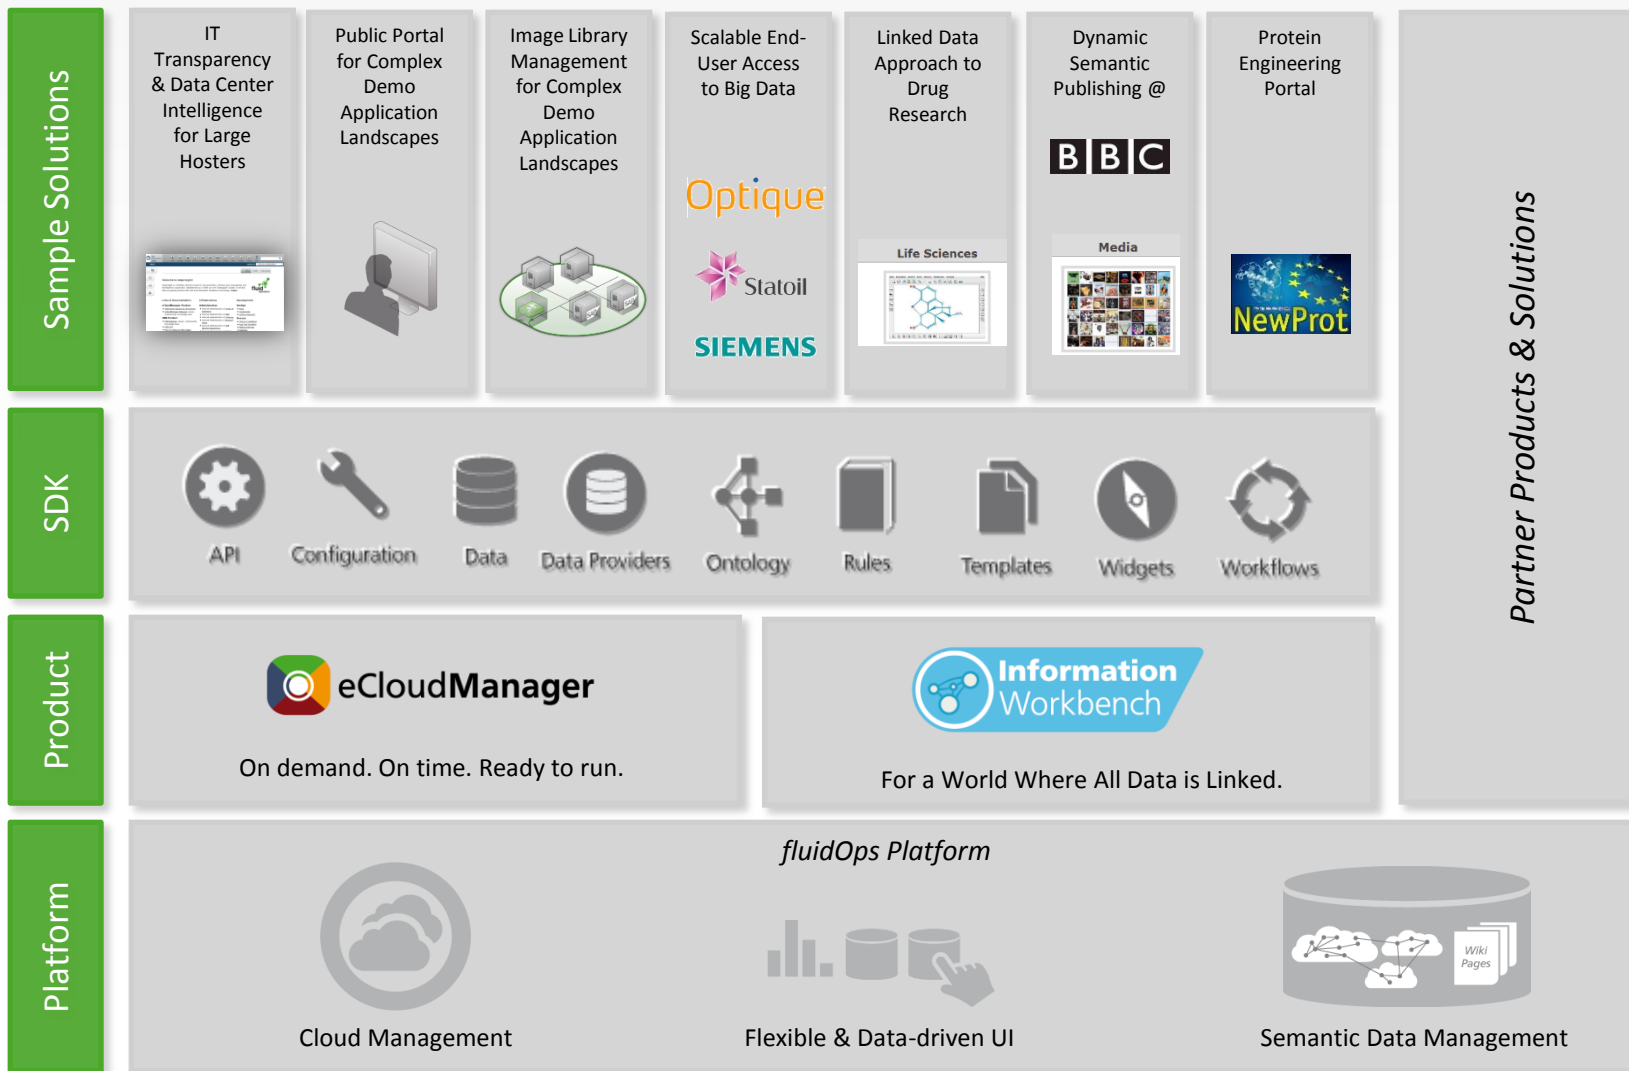 Sample Solutions
IT
Transparency
& Data Center
Intelligence
for Large
Hosters
Public Portal
for Complex
Demo
Application
Landscapes
Image Library
Management
for Complex
Demo
Application
Landscapes
Scalable End-
User Access
to Big Data
Optique
Statoil
SIEMENS
Linked Data
Approach to
Drug
Research
Life Sciences
Dynamic
Semantic
Publishing @
BBC
Media
Protein
Engineering
Portal
NewProt
Partner Products & Solutions
SDK
API
Configuration
Data
Data Providers
Ontology
Rules
Templates
Widgets
Workflows
Product
eCloudManager
On demand. On time. Ready to run.
Information
Workbench
For a World Where All Data is Linked.
Platform
fluidOps Platform
Cloud Management
Flexible & Data-driven UI
Wiki
Pages
Semantic Data Management